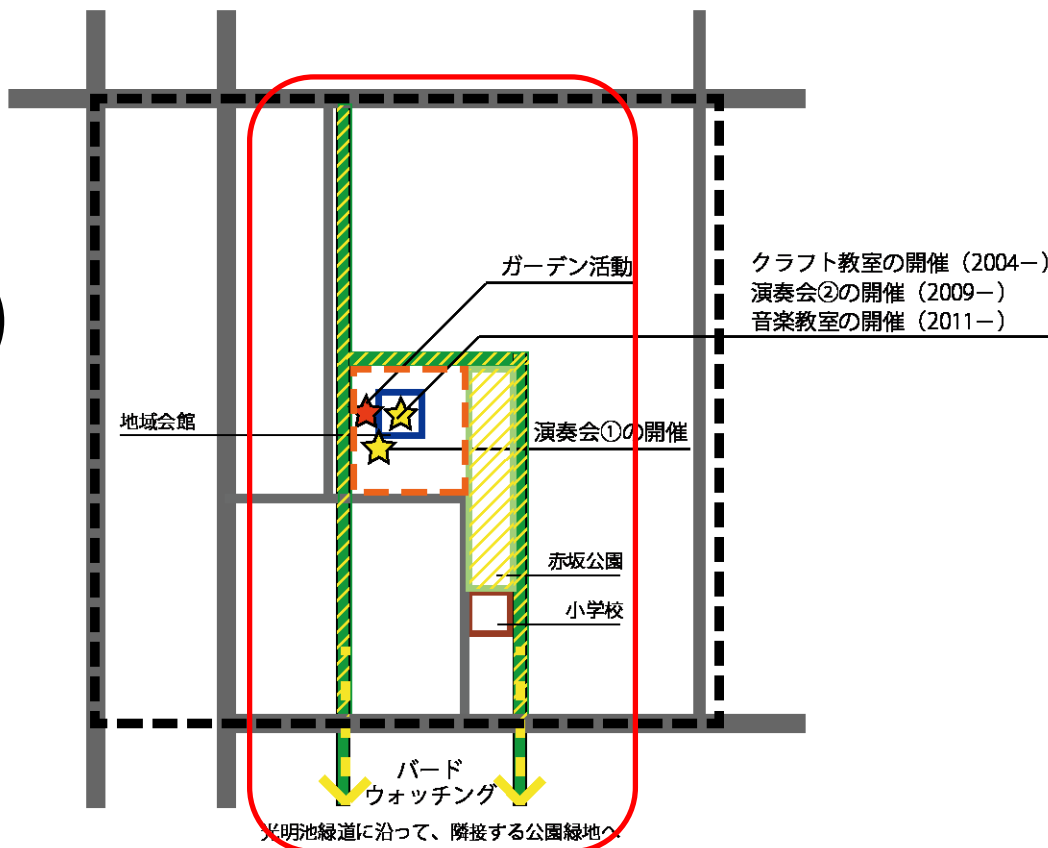 ガーデン活動
クラフト教室の開催（2004－）
演奏会②の開催（2009－）
音楽教室の開催（2011－）
地域会館
演奏会①の開催
赤坂公園
小学校
バード
ウォッチング
光明池緑道に沿って、隣接する公園緑地へ